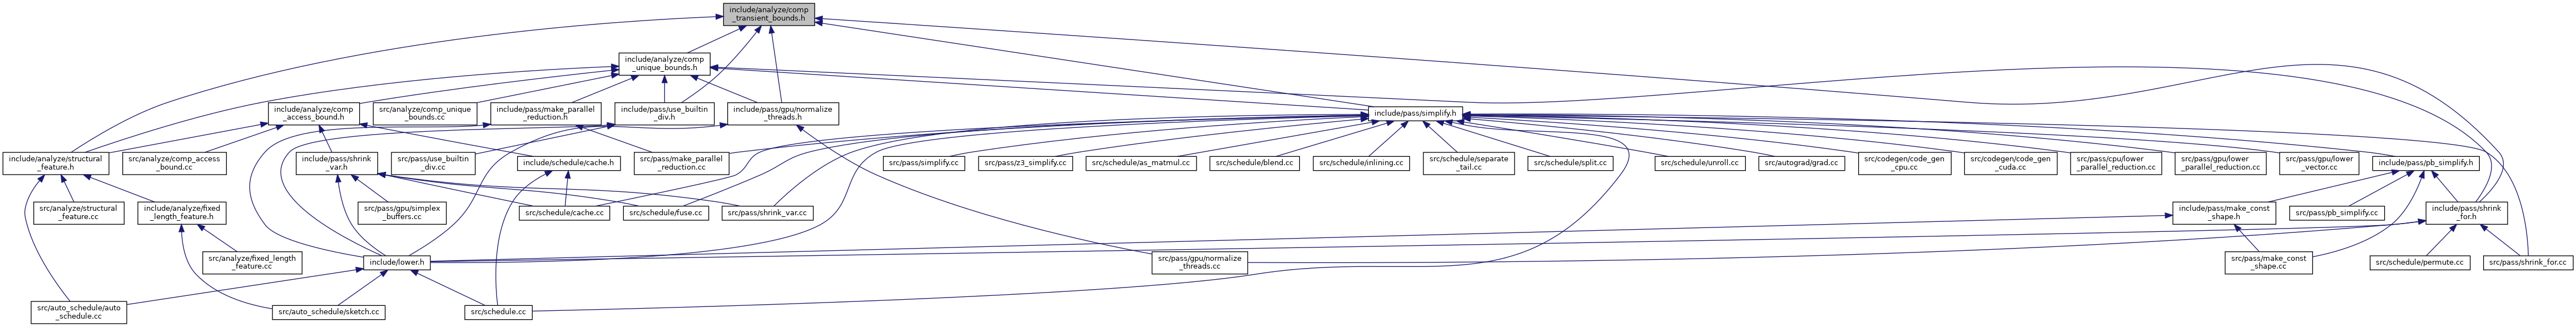 include/analyze/comp
_transient_bounds.h
include/analyze/comp
_unique_bounds.h
include/analyze/comp
_access_bound.h
src/analyze/comp_unique
_bounds.cc
include/pass/make_parallel
_reduction.h
include/pass/use_builtin
_div.h
include/pass/gpu/normalize
_threads.h
include/pass/simplify.h
include/analyze/structural
_feature.h
src/analyze/comp_access
_bound.cc
include/pass/shrink
_var.h
src/pass/use_builtin
_div.cc
include/schedule/cache.h
src/pass/make_parallel
_reduction.cc
src/pass/simplify.cc
src/pass/z3_simplify.cc
src/schedule/as_matmul.cc
src/schedule/blend.cc
src/schedule/inlining.cc
src/schedule/separate
_tail.cc
src/schedule/split.cc
src/schedule/unroll.cc
src/autograd/grad.cc
src/codegen/code_gen
_cpu.cc
src/codegen/code_gen
_cuda.cc
src/pass/cpu/lower
_parallel_reduction.cc
src/pass/gpu/lower
_parallel_reduction.cc
src/pass/gpu/lower
_vector.cc
include/pass/pb_simplify.h
src/analyze/structural
_feature.cc
include/analyze/fixed
_length_feature.h
src/pass/gpu/simplex
_buffers.cc
src/schedule/cache.cc
src/schedule/fuse.cc
src/pass/shrink_var.cc
include/pass/make_const
_shape.h
src/pass/pb_simplify.cc
include/pass/shrink
_for.h
src/analyze/fixed_length
_feature.cc
include/lower.h
src/pass/gpu/normalize
_threads.cc
src/pass/make_const
_shape.cc
src/schedule/permute.cc
src/pass/shrink_for.cc
src/auto_schedule/auto
_schedule.cc
src/auto_schedule/sketch.cc
src/schedule.cc